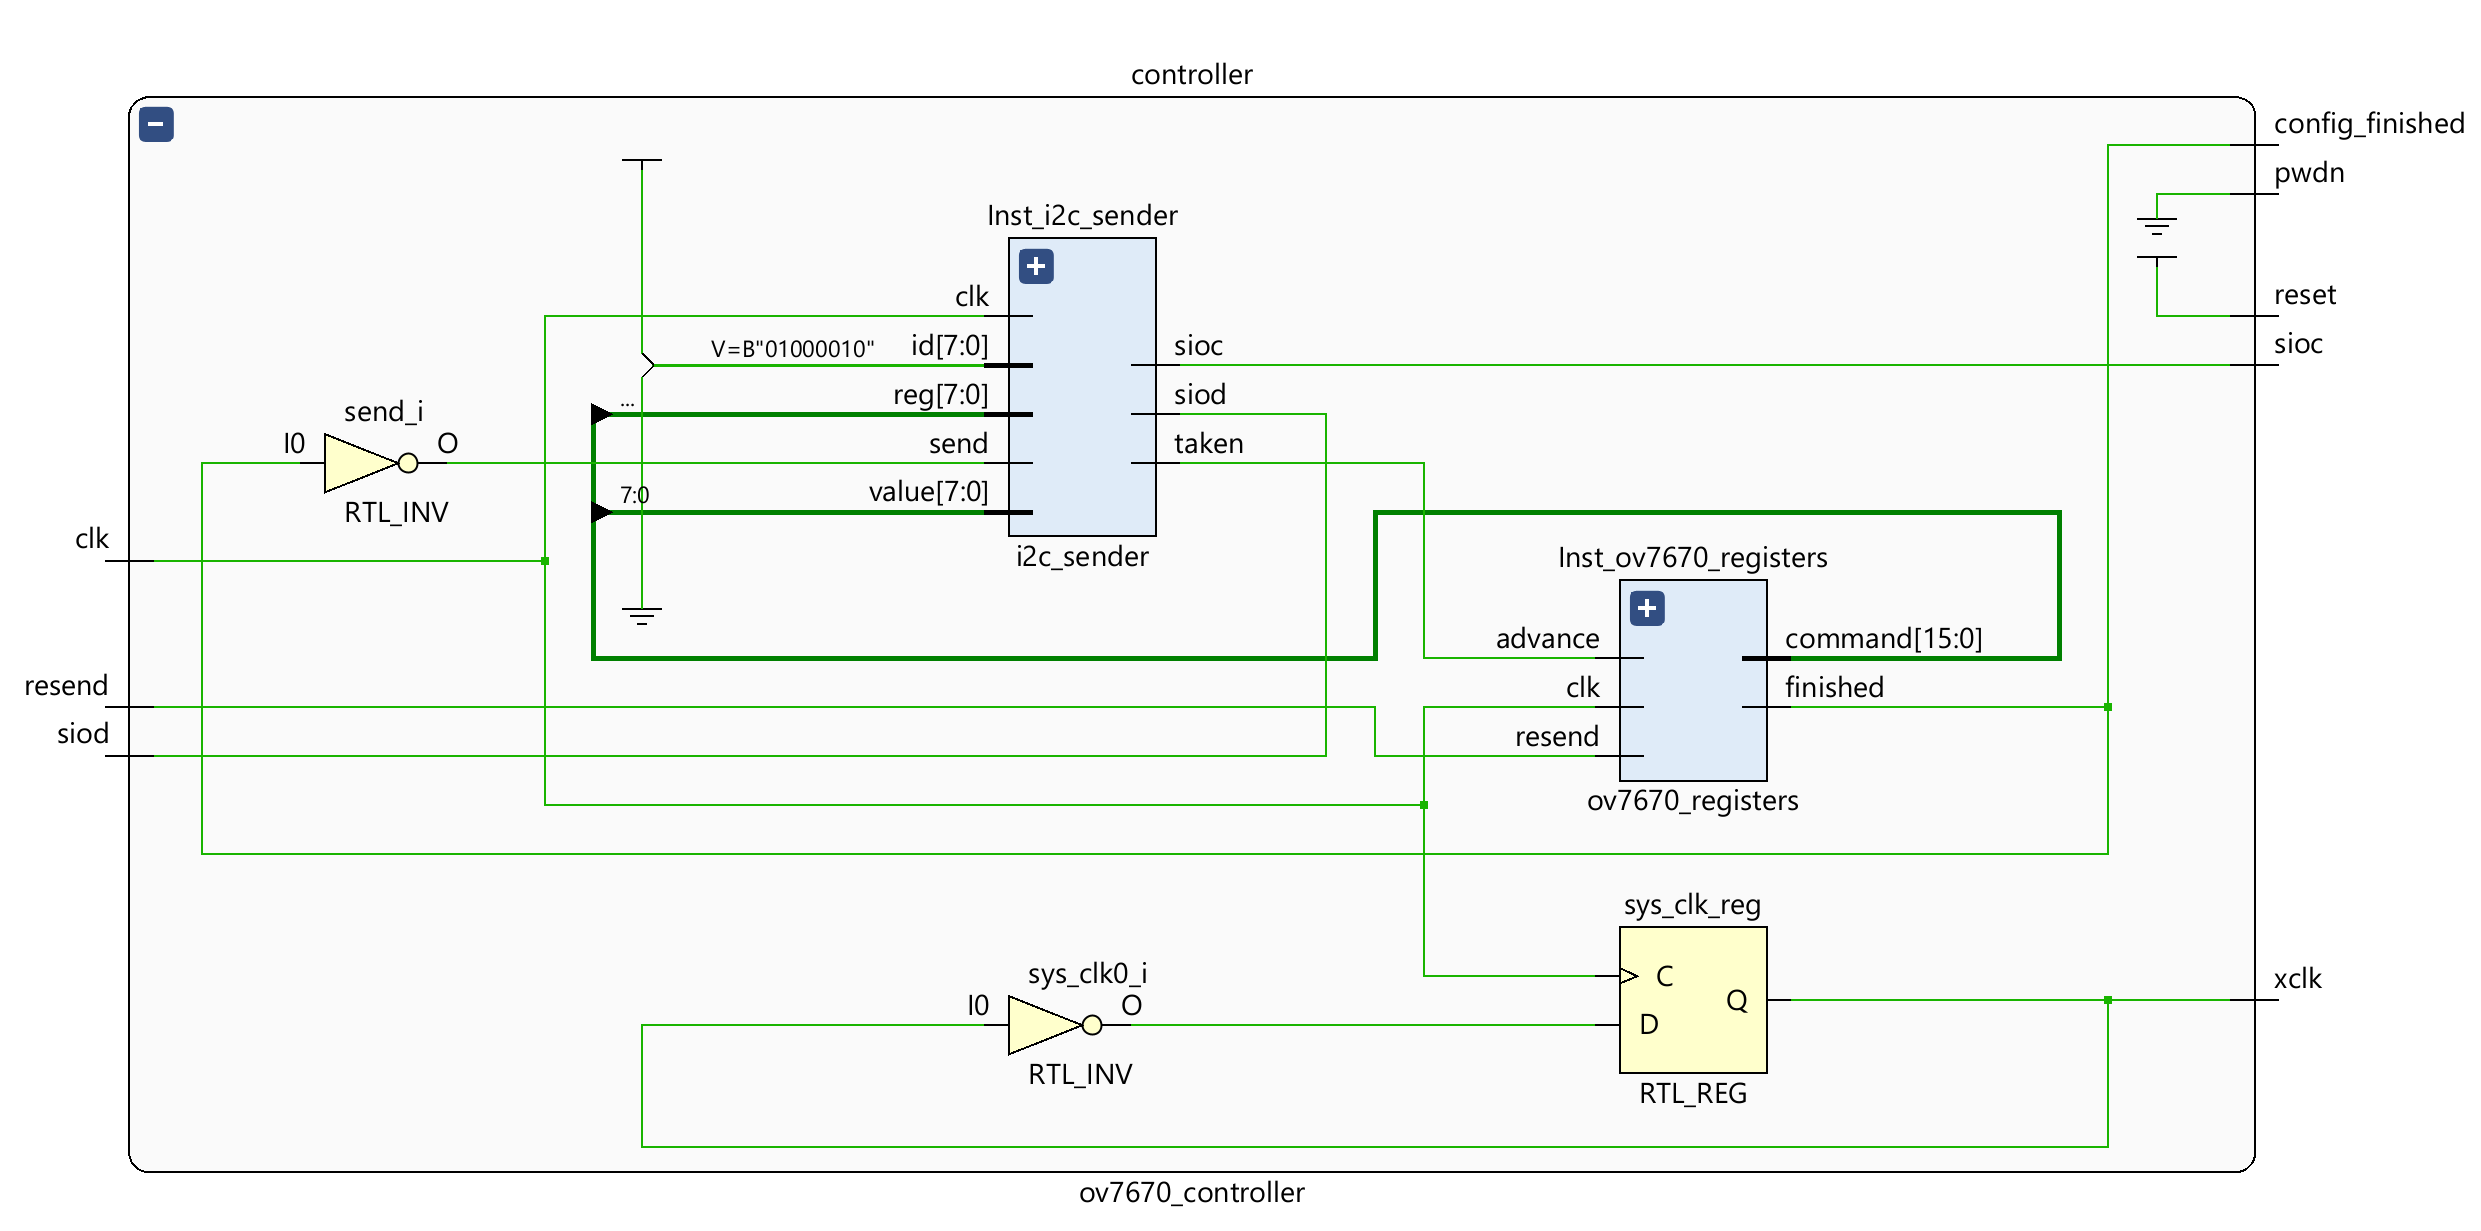 controller
config_finished
pwdn
Inst_i2c_sender
clk
reset
V=B"01000010"
id[7:0]
sioc
sioc
...
reg[7:0]
siod
send_i
I0
O
send
taken
7:0
value[7:0]
RTL_INV
clk
i2c_sender
Inst_ov7670_registers
advance
command[15:0]
resend
clk
finished
siod
resend
ov7670_registers
sys_clk_reg
sys_clk0_i
C
xclk
I0
O
Q
D
RTL_INV
RTL_REG
ov7670_controller